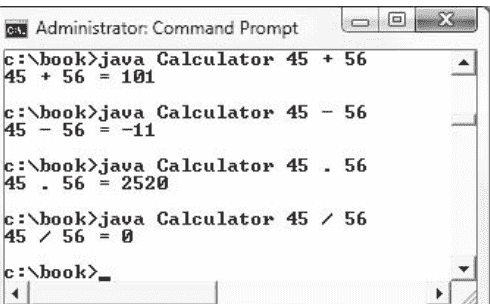 Administrator: Command Prompt
c:\book>java Calculator 45 + 56
45 + 56 = 101
c:\book>java Calculator 45 - 56
45 - 56 = -11
c:\book>java Calculator 45 . 56
45 . 56 = 2520
c:\book>java Calculator 45 / 56
45 / 56 = 0
c:\book>_